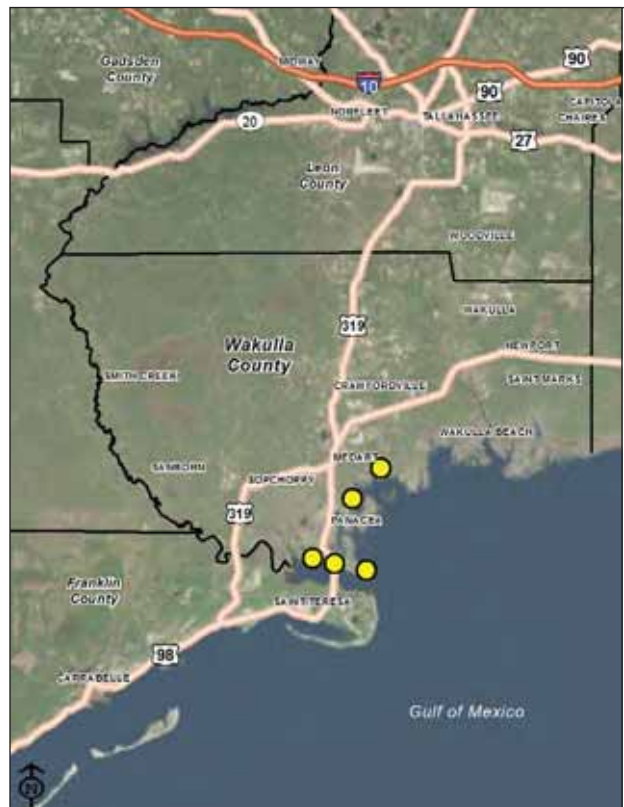 Gadsden
County
MIDWAY
10
90
90
CAPITOLA
CHAIRES
NORFLEET
TALLAHASSEE
20
27
Leon
County
WOODVILLE
319
WAKULLA
Wakulla
County
NEWPORT
SMITH CREEK
CRAWFORDVILLE
SAINT MARKS
WAKULLA BEACH
MEDART
SANBORN
SOPCHOPPY
319
PANACEA
Franklin
County
SAINT TERESA
98
CARRABELLE
Gulf of Mexico
N